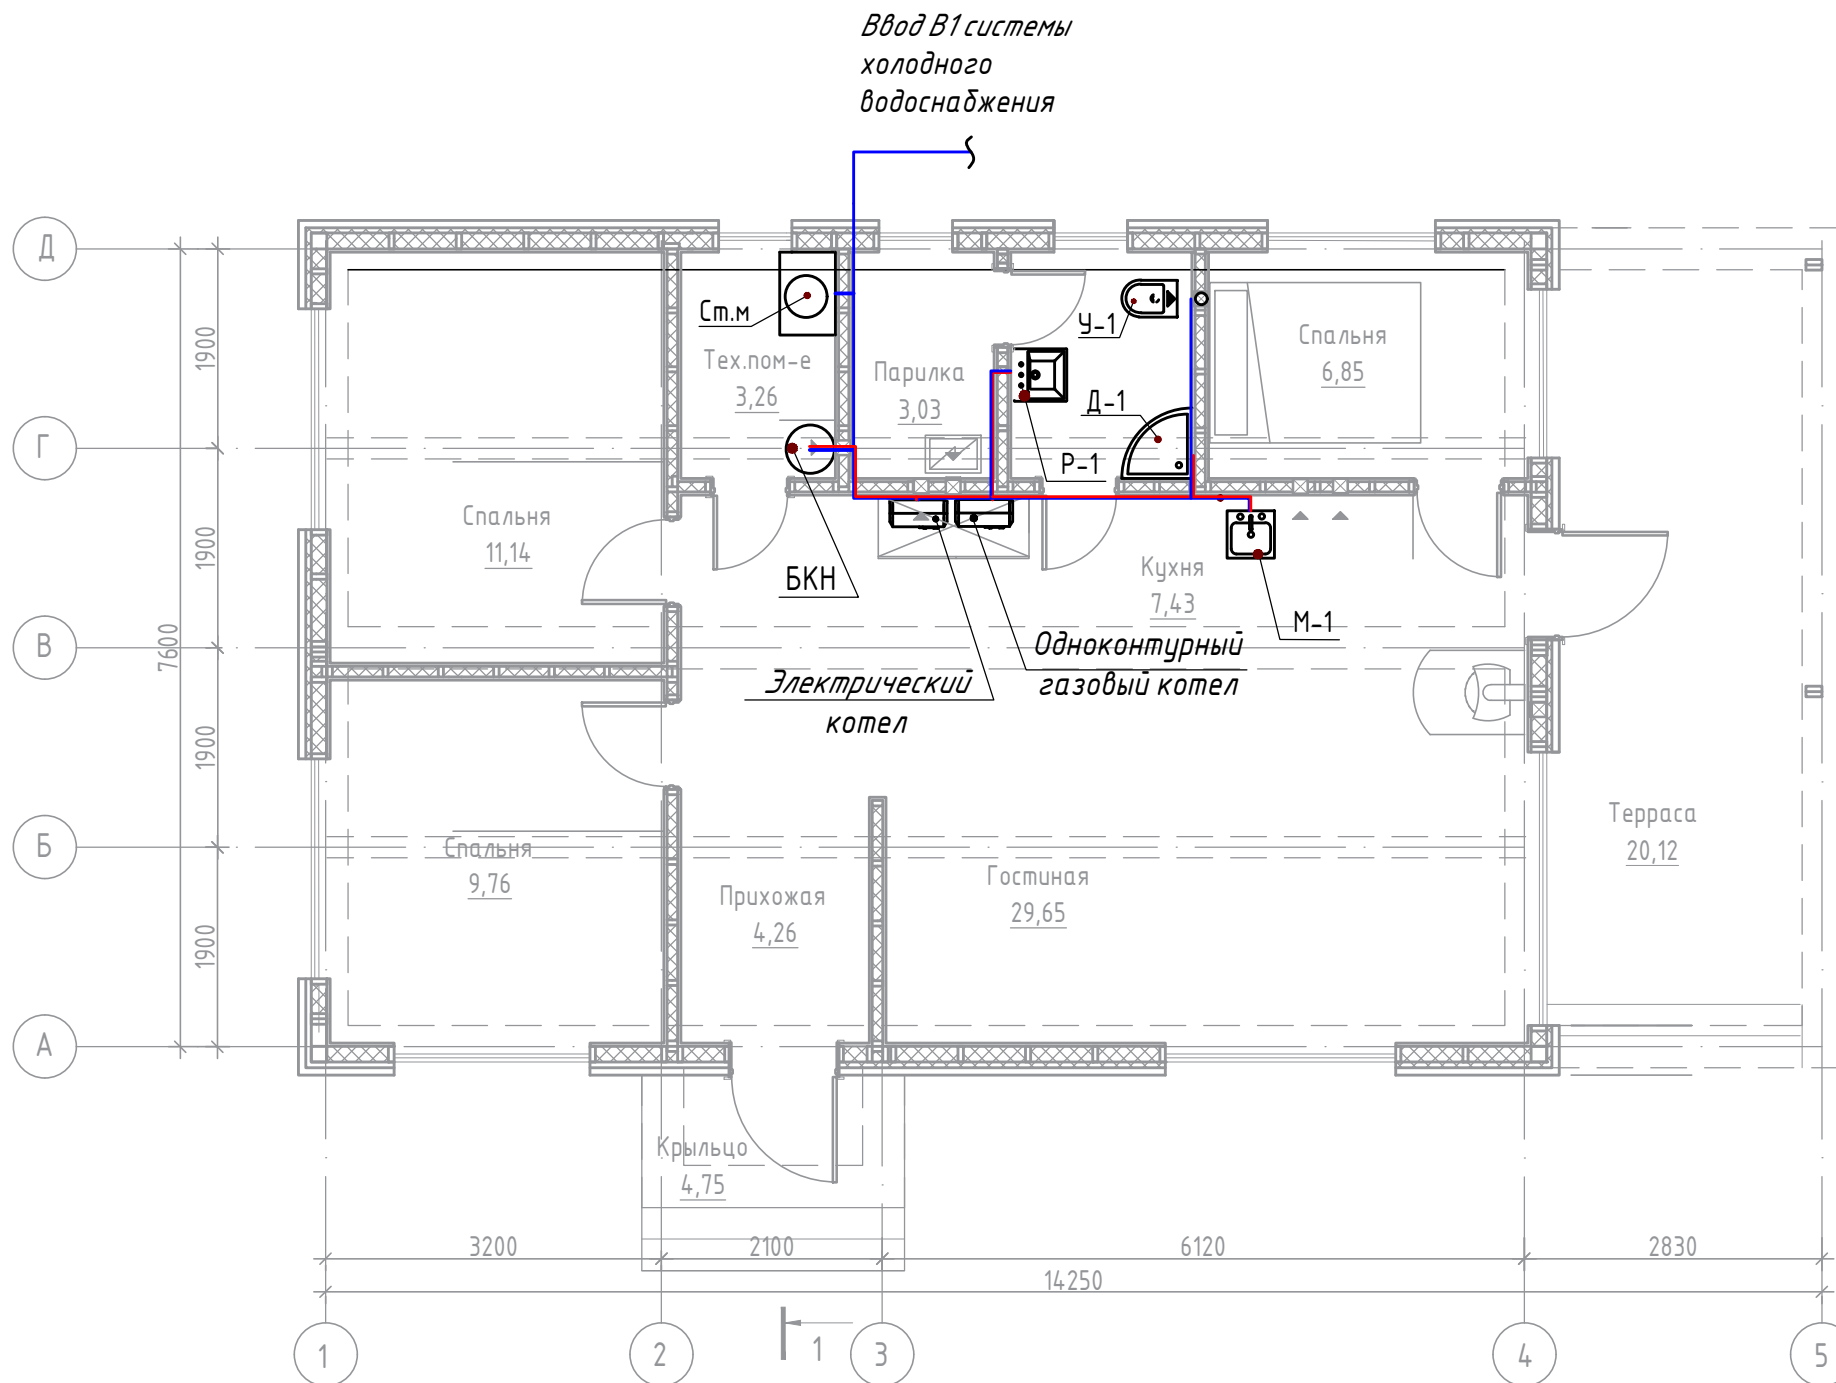 Ввод В1 системы
холодного
водоснабжения
Д
Г
В
Б
А
1900
1900
1900
1900
7600
Ст.м
Тех.пом-е
3,26
Парилка
3,03
У-1
Д-1
Р-1
Спальня
6,85
Спальня
11,14
БКН
Кухня
7,43
М-1
Одноконтурный
газовый котел
Электрический
котел
Спальня
9,76
Прихожая
4,26
Гостиная
29,65
Терраса
20,12
Крыльцо
4,75
3200
2100
6120
2830
14250
1
1
2
3
4
5